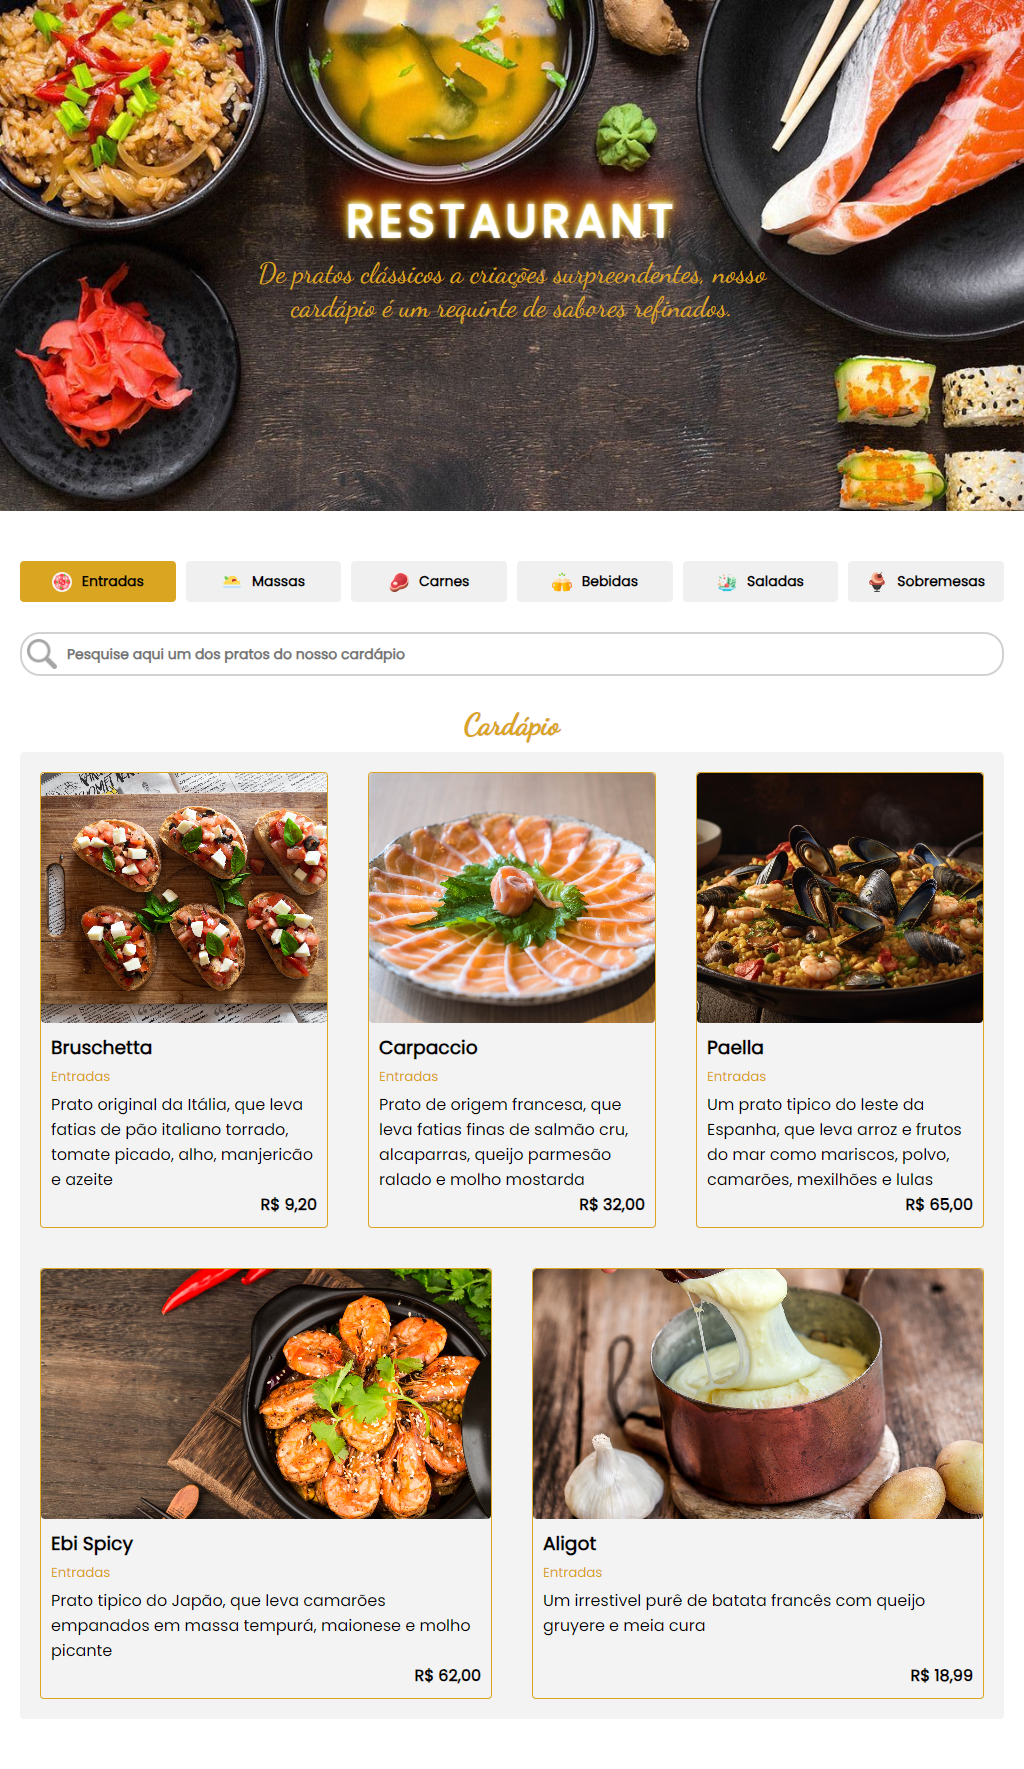 RESTAURANT
De pratos clássicos a criações surpreendentes, nosso
cardápio é um requinte de sabores refinados.
Entradas
Massas
Carnes
Bebidas
Saladas
Sobremesas
Pesquise aqui um dos pratos do nosso cardápio
Cardápio
Bruschetta
Entradas
Prato original da Itália, que leva
fatias de pão italiano torrado,
tomate picado, alho, manjericão
e azeite
R$ 9,20
Carpaccio
Entradas
Prato de origem francesa, que
leva fatias finas de salmão cru,
alcaparras, queijo parmesão
ralado e molho mostarda
R$ 32,00
Paella
Entradas
Um prato tipico do leste da
Espanha, que leva arroz e frutos
do mar como mariscos, polvo,
camarões, mexilhões e lulas
R$ 65,00
Ebi Spicy
Entradas
Prato tipico do Japão, que leva camarões
empanados em massa tempurá, maionese e molho
picante
R$ 62,00
Aligot
Entradas
Um irrestivel purê de batata francês com queijo
gruyere e meia cura
R$ 18,99